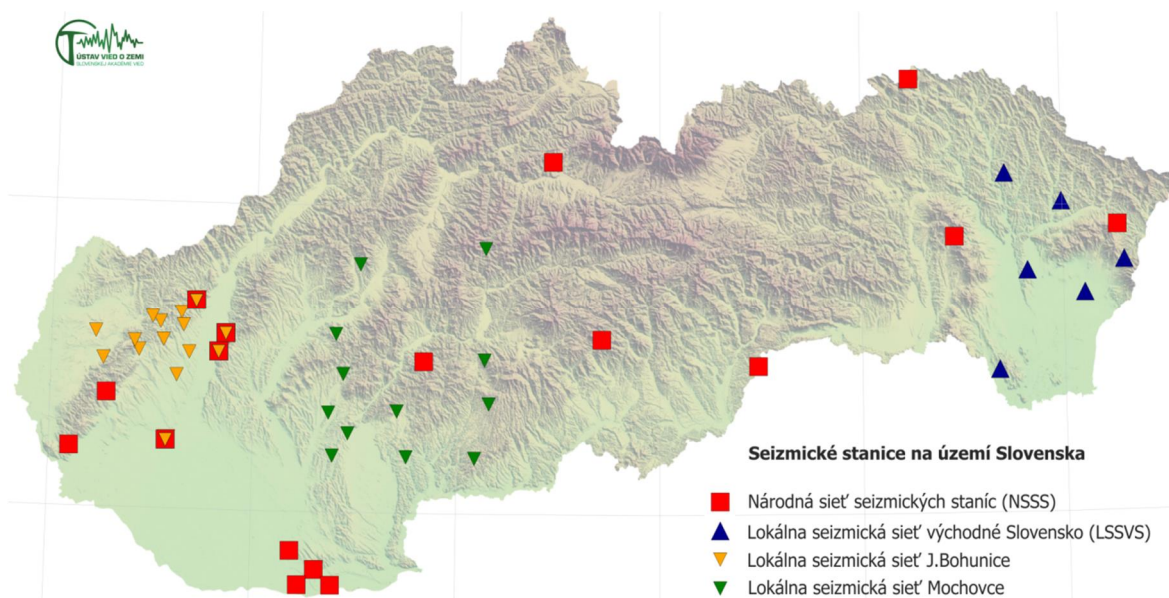 ÚSTAV VIED O ZEMI
SLOVENSKEJ AKADÉMIE VIED
Seizmické stanice na území Slovenska
Národná sieť seizmických staníc (NSSS)
Lokálna seizmická sieť východné Slovensko (LSSVS)
Lokálna seizmická sieť J.Bohunice
Lokálna seizmická sieť Mochovce